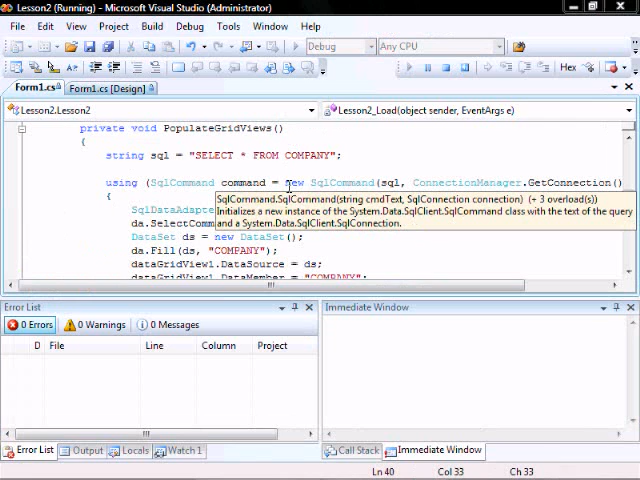 Lesson2 (Running) - Microsoft Visual Studio (Administrator)
File Edit View Project Build Debug Data Tools Window Help
Debug Any CPU
Hex
Form1.cs Form1.cs [Design]
Lesson2.Lesson2 Lesson2_Load(object sender, EventArgs e)
private void PopulateGridViews()
{
string sql = "SELECT * FROM COMPANY";
using (SqlCommand command = new SqlCommand(sql, ConnectionManager.GetConnection()
{
SqlCommand.SqlCommand(string cmdText, SqlConnection connection) (+ 3 overload(s))
Initializes a new instance of the System.Data.SqlClient.SqlCommand class with the text of the query
and a System.Data.SqlClient.SqlConnection.
SqlDataAdapte
da.SelectComm
DataSet ds = new DataSet();
da.Fill(ds, "COMPANY");
dataGridView1.DataSource = ds;
dataGridView1.DataMember = "COMPANY";
Error List Immediate Window
0 Errors 0 Warnings 0 Messages
D File Line Column Project
Error List Output Locals Watch 1 Call Stack Immediate Window
Ln 40 Col 33 Ch 33